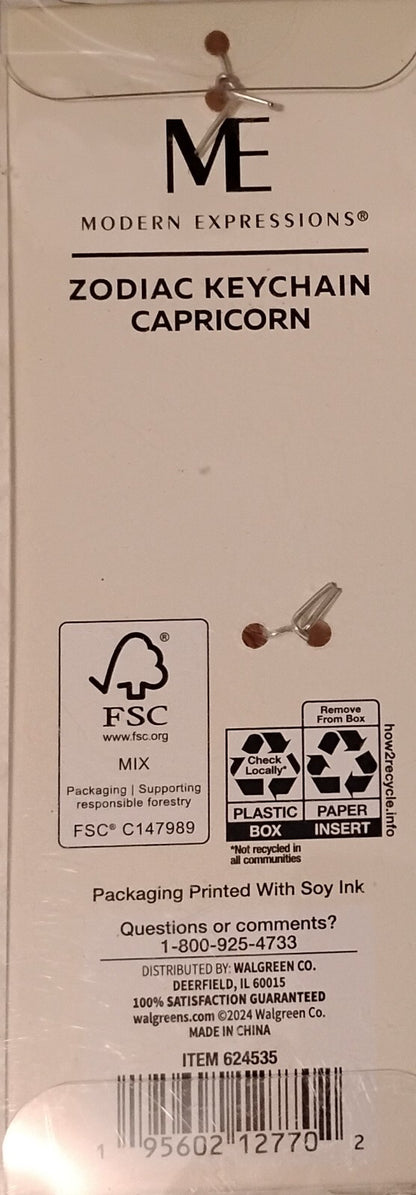 ME
MODERN EXPRESSIONS®
ZODIAC KEYCHAIN
CAPRICORN
®
FSC
www.fsc.org
MIX
Packaging | Supporting
responsible forestry
FSC® C147989
Remove
From Box
Check
Locally*
PLASTIC
PAPER
BOX
INSERT
how2recycle.info
*Not recycled in
all communities
Packaging Printed With Soy Ink
Questions or comments?
1-800-925-4733
DISTRIBUTED BY: WALGREEN CO.
DEERFIELD, IL 60015
100% SATISFACTION GUARANTEED
walgreens.com ©2024 Walgreen Co.
MADE IN CHINA
ITEM 624535
1 95602 12770 2